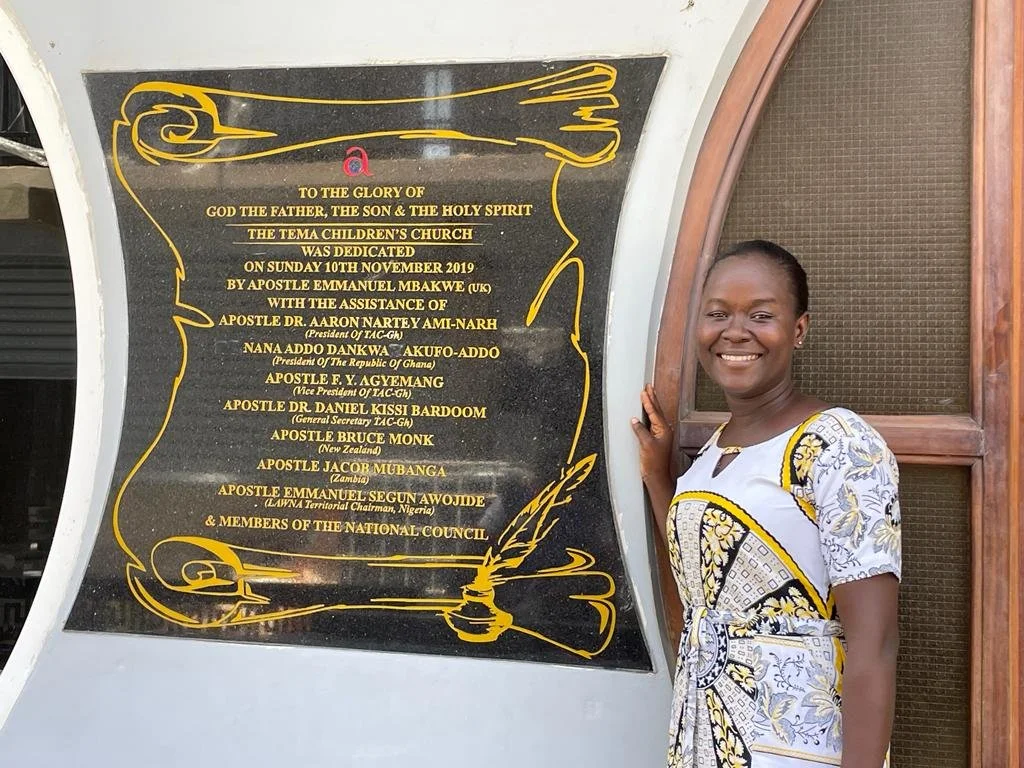 a
TO THE GLORY OF
GOD THE FATHER, THE SON & THE HOLY SPIRIT
THE TEMA CHILDREN'S CHURCH
WAS DEDICATED
ON SUNDAY 10TH NOVEMBER 2019
BY APOSTLE EMMANUEL MBAKWE (UK)
WITH THE ASSISTANCE OF
APOSTLE DR. AARON NARTEY AMI-NARH
(President Of TAC-Gh)
NANA ADDO DANKWA AKUFO-ADDO
(President Of The Republic Of Ghana)
APOSTLE F. Y. AGYEMANG
(Vice President Of TAC-Gh)
APOSTLE DR. DANIEL KISSI BARDOOM
(General Secretary TAC-Gh)
APOSTLE BRUCE MONK
(New Zealand)
APOSTLE JACOB MUBANGA
(Zambia)
APOSTLE EMMANUEL SEGUN AWOJIDE
(LAWNA Territorial Chairman, Nigeria)
& MEMBERS OF THE NATIONAL COUNCIL